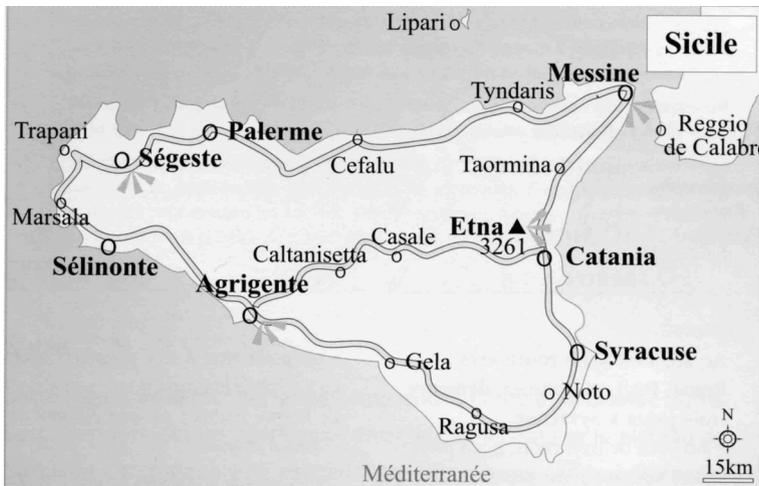 Lipari
Sicile
Messine
Tyndaris
Trapani
Palerme
Reggio
de Calabre
Ségeste
Cefalu
Taormina
Marsala
Etna
3261
Sélinonte
Caltanisetta
Casale
Catania
Agrigente
Syracuse
Gela
Noto
Ragusa
N
Méditerranée
15km